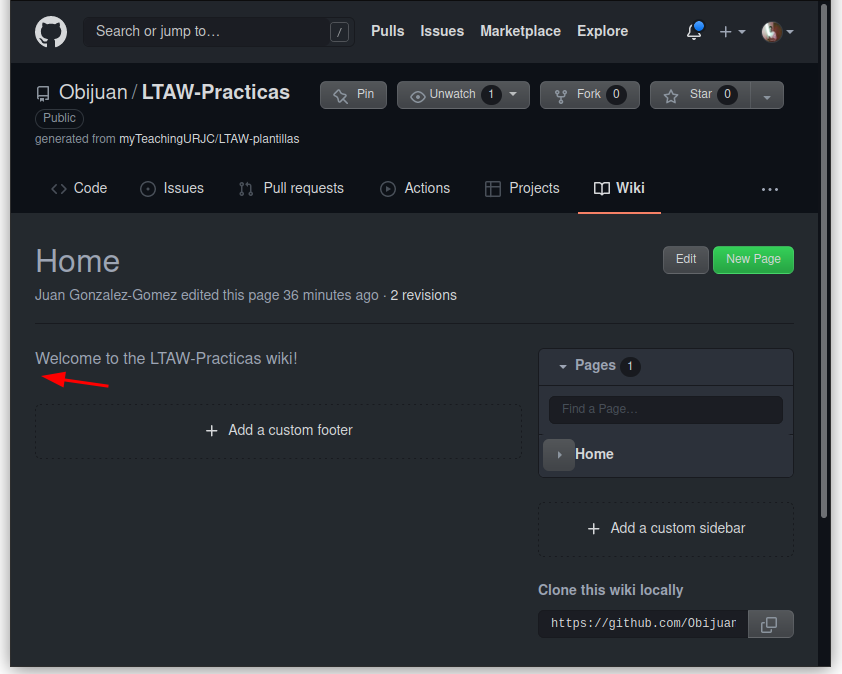 Search or jump to… /
Pulls Issues Marketplace Explore
Obijuan / LTAW-Practicas
Pin Unwatch 1 Fork 0 Star 0
Public
generated from myTeachingURJC/LTAW-plantillas
Code Issues Pull requests Actions Projects Wiki
Home
Edit New Page
Juan Gonzalez-Gomez edited this page 36 minutes ago · 2 revisions
Welcome to the LTAW-Practicas wiki!
Add a custom footer
Pages 1
Find a Page…
Home
Add a custom sidebar
Clone this wiki locally
https://github.com/Obijuar